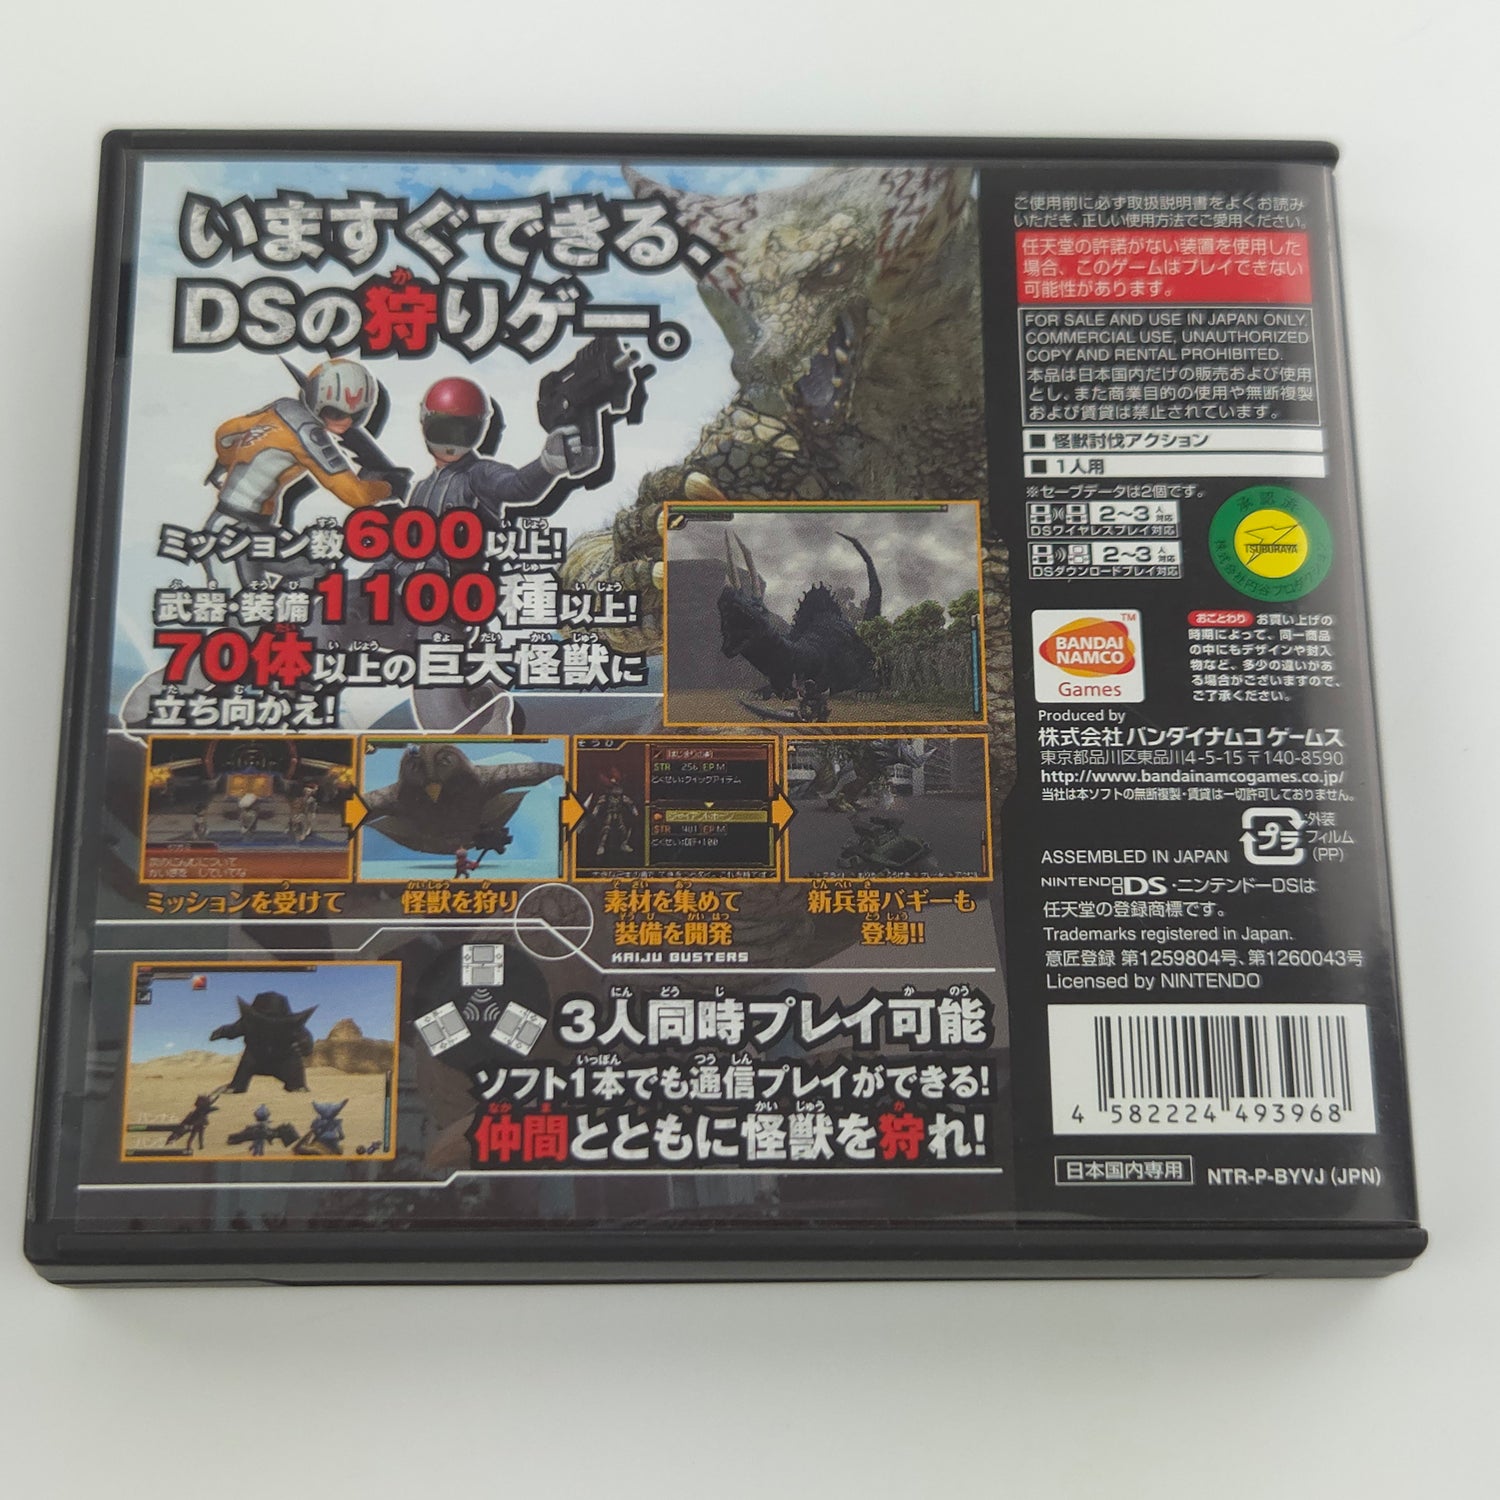 いますぐできる、
DSの狩りゲー。
ミッション数600以上!
武器・装備1100種以上!
70体以上の巨大怪獣に
立ち向かえ!
ミッションを受けて
怪獣を狩り
素材を集めて
装備を開発
新兵器バギーも
登場!!
KAIJU BUSTERS
3人同時プレイ可能
ソフト1本でも通信プレイができる!
仲間とともに怪獣を狩れ!
ご使用前に必ず取扱説明書をよくお読み
いただき、正しい使用方法でご愛用ください。
任天堂の許諾がない装置を使用した
場合、このゲームはプレイできない
可能性があります。
FOR SALE AND USE IN JAPAN ONLY.
COMMERCIAL USE, UNAUTHORIZED
COPY AND RENTAL PROHIBITED.
本品は日本国内だけの販売および使用
とし、また商業目的の使用や無断複製
および賃貸は禁止されています。
■ 怪獣討伐アクション
■ 1人用
※セーブデータは2個です。
2～3人対応
DSワイヤレスプレイ対応
2～3人対応
DSダウンロードプレイ対応
承認済
TSUBURAYA
株式会社円谷プロダクション
BANDAI
NAMCO
Games
TM
おことわり お買い上げの
時期によって、同一商品
の中にもデザインや封入
物など、多少の違いがあ
る場合がございますので、
ご了承ください。
Produced by
株式会社 バンダイナムコ ゲームス
東京都品川区東品川4-5-15 〒140-8590
http://www.bandainamcogames.co.jp/
当社は本ソフトの無断複製・賃貸は一切許可しておりません。
ASSEMBLED IN JAPAN
プラ
外装
フィルム
(PP)
NINTENDO DS・ニンテンドーDSは
任天堂の登録商標です。
Trademarks registered in Japan.
意匠登録 第1259804号、第1260043号
Licensed by NINTENDO
4 582224 493968
日本国内専用
NTR-P-BYVJ (JPN)